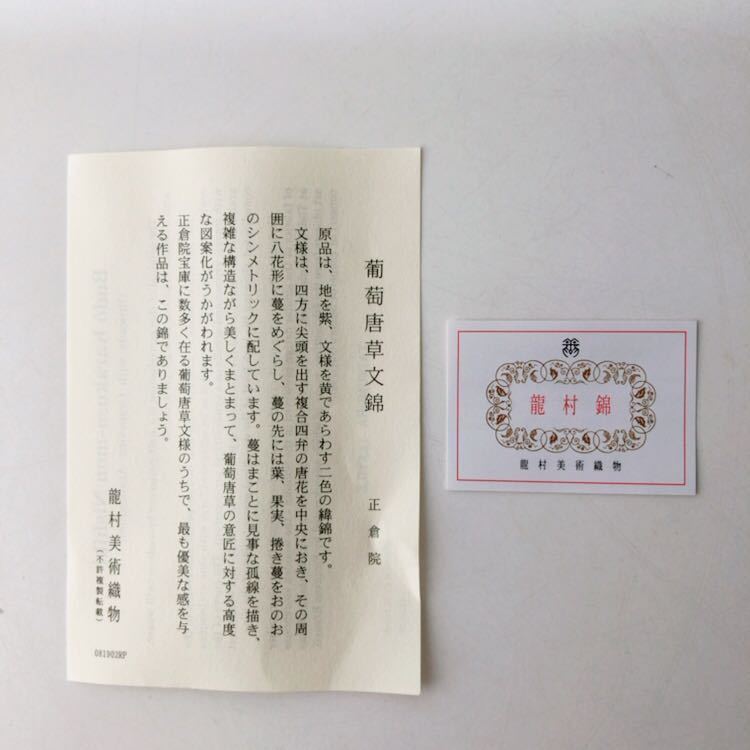 葡萄唐草文錦
正倉院
原品は、地を紫、文様を黄であらわす二色の緯錦です。
文様は、四方に尖頭を出す複合四弁の唐花を中央におき、その周
囲に八花形に蔓をめぐらし、蔓の先には葉、果実、捲き蔓をおのお
のシンメトリックに配しています。蔓はまことに見事な孤線を描き、
複雑な構造ながら美しくまとまって、葡萄唐草の意匠に対する高度
な図案化がうかがわれます。
正倉院宝庫に数多く在る葡萄唐草文様のうちで、最も優美な感を与
える作品は、この錦でありましょう。
龍村美術織物
（不許複製転載）
081902RP
龍村錦
龍村美術織物